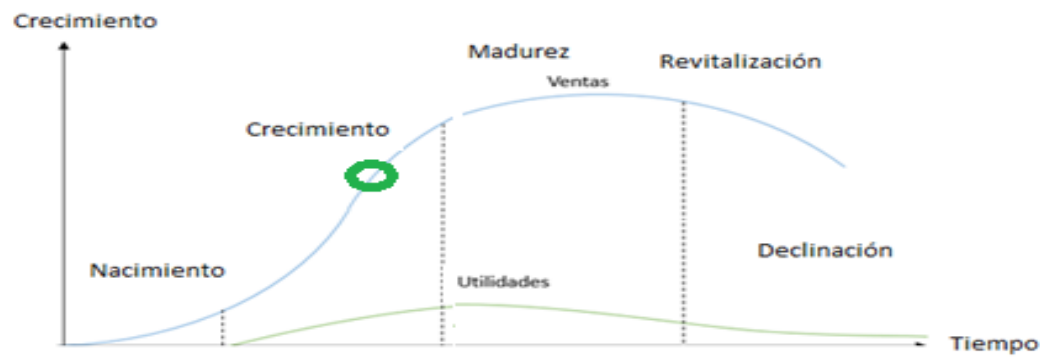 Crecimiento
Madurez
Revitalización
Ventas
Crecimiento
Nacimiento
Declinación
Utilidades
Tiempo